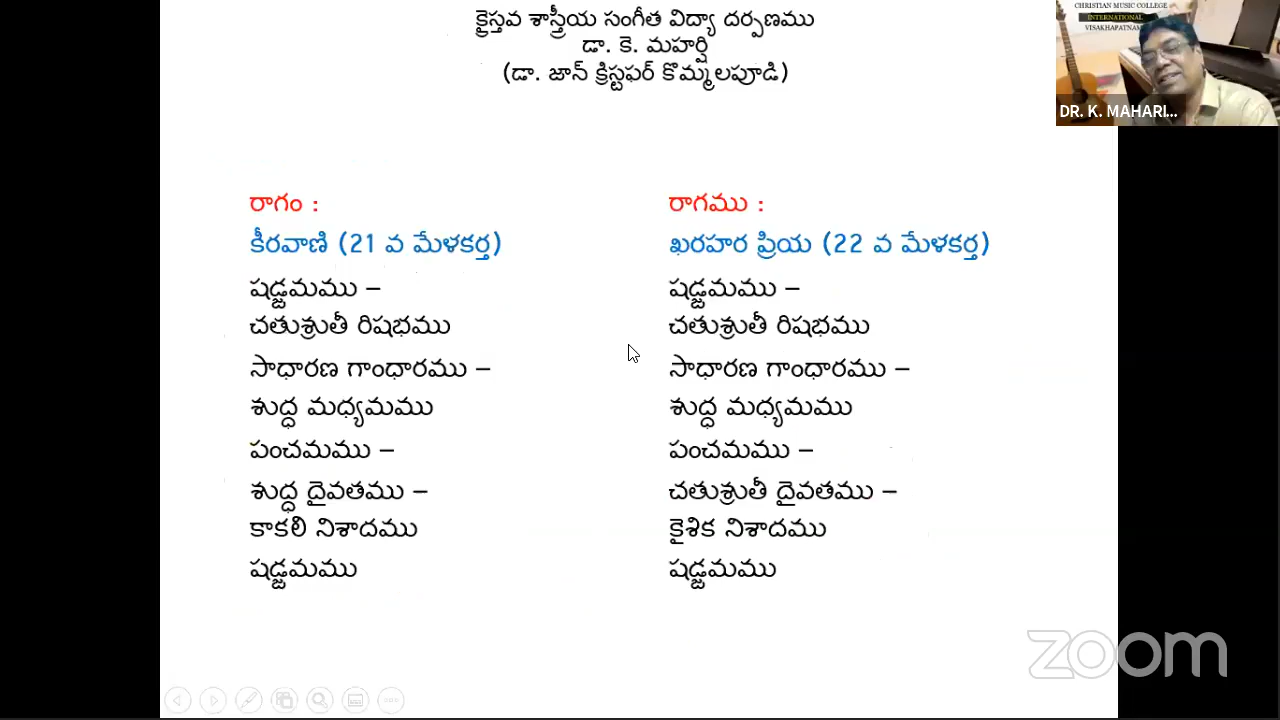 క్రైస్తవ శాస్త్రీయ సంగీత విద్యా దర్పణము
డా. కె. మహర్షి
(డా. జాన్ క్రిస్టఫర్ కొమ్మలపూడి)
CHRISTIAN MUSIC COLLEGE
INTERNATIONAL
VISAKHAPATNAM
DR. K. MAHARI...
రాగం :
కీరవాణి (21 వ మేళకర్త)
షడ్జమము –
చతుశ్రుతీ రిషభము
సాధారణ గాంధారము –
శుద్ధ మధ్యమము
పంచమము –
శుద్ధ దైవతము –
కాకలి నిశాదము
షడ్జమము
రాగము :
ఖరహర ప్రియ (22 వ మేళకర్త)
షడ్జమము –
చతుశ్రుతీ రిషభము
సాధారణ గాంధారము –
శుద్ధ మధ్యమము
పంచమము –
చతుశ్రుతీ దైవతము –
కైశిక నిశాదము
షడ్జమము
zoom